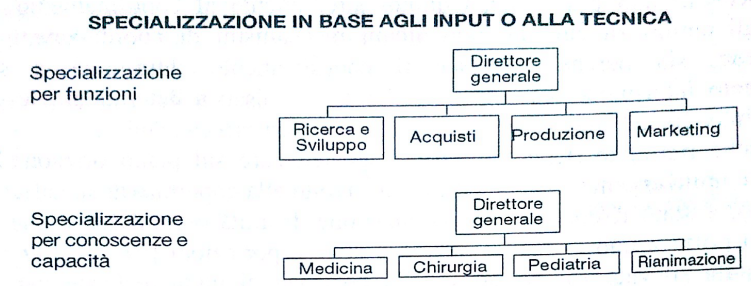 SPECIALIZZAZIONE IN BASE AGLI INPUT O ALLA TECNICA
Specializzazione
per funzioni
Direttore
generale
Ricerca e
Sviluppo
Acquisti
Produzione
Marketing
Specializzazione
per conoscenze e
capacità
Direttore
generale
Medicina
Chirurgia
Pediatria
Rianimazione